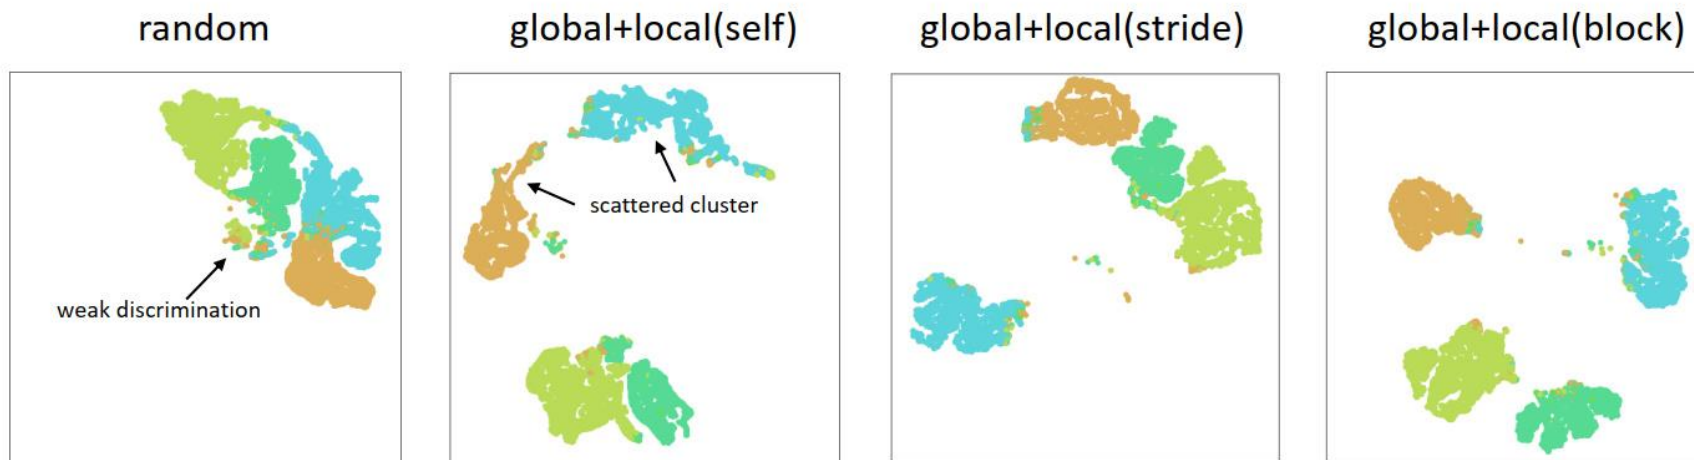 random
global+local(self)
global+local(stride)
global+local(block)
weak discrimination
scattered cluster